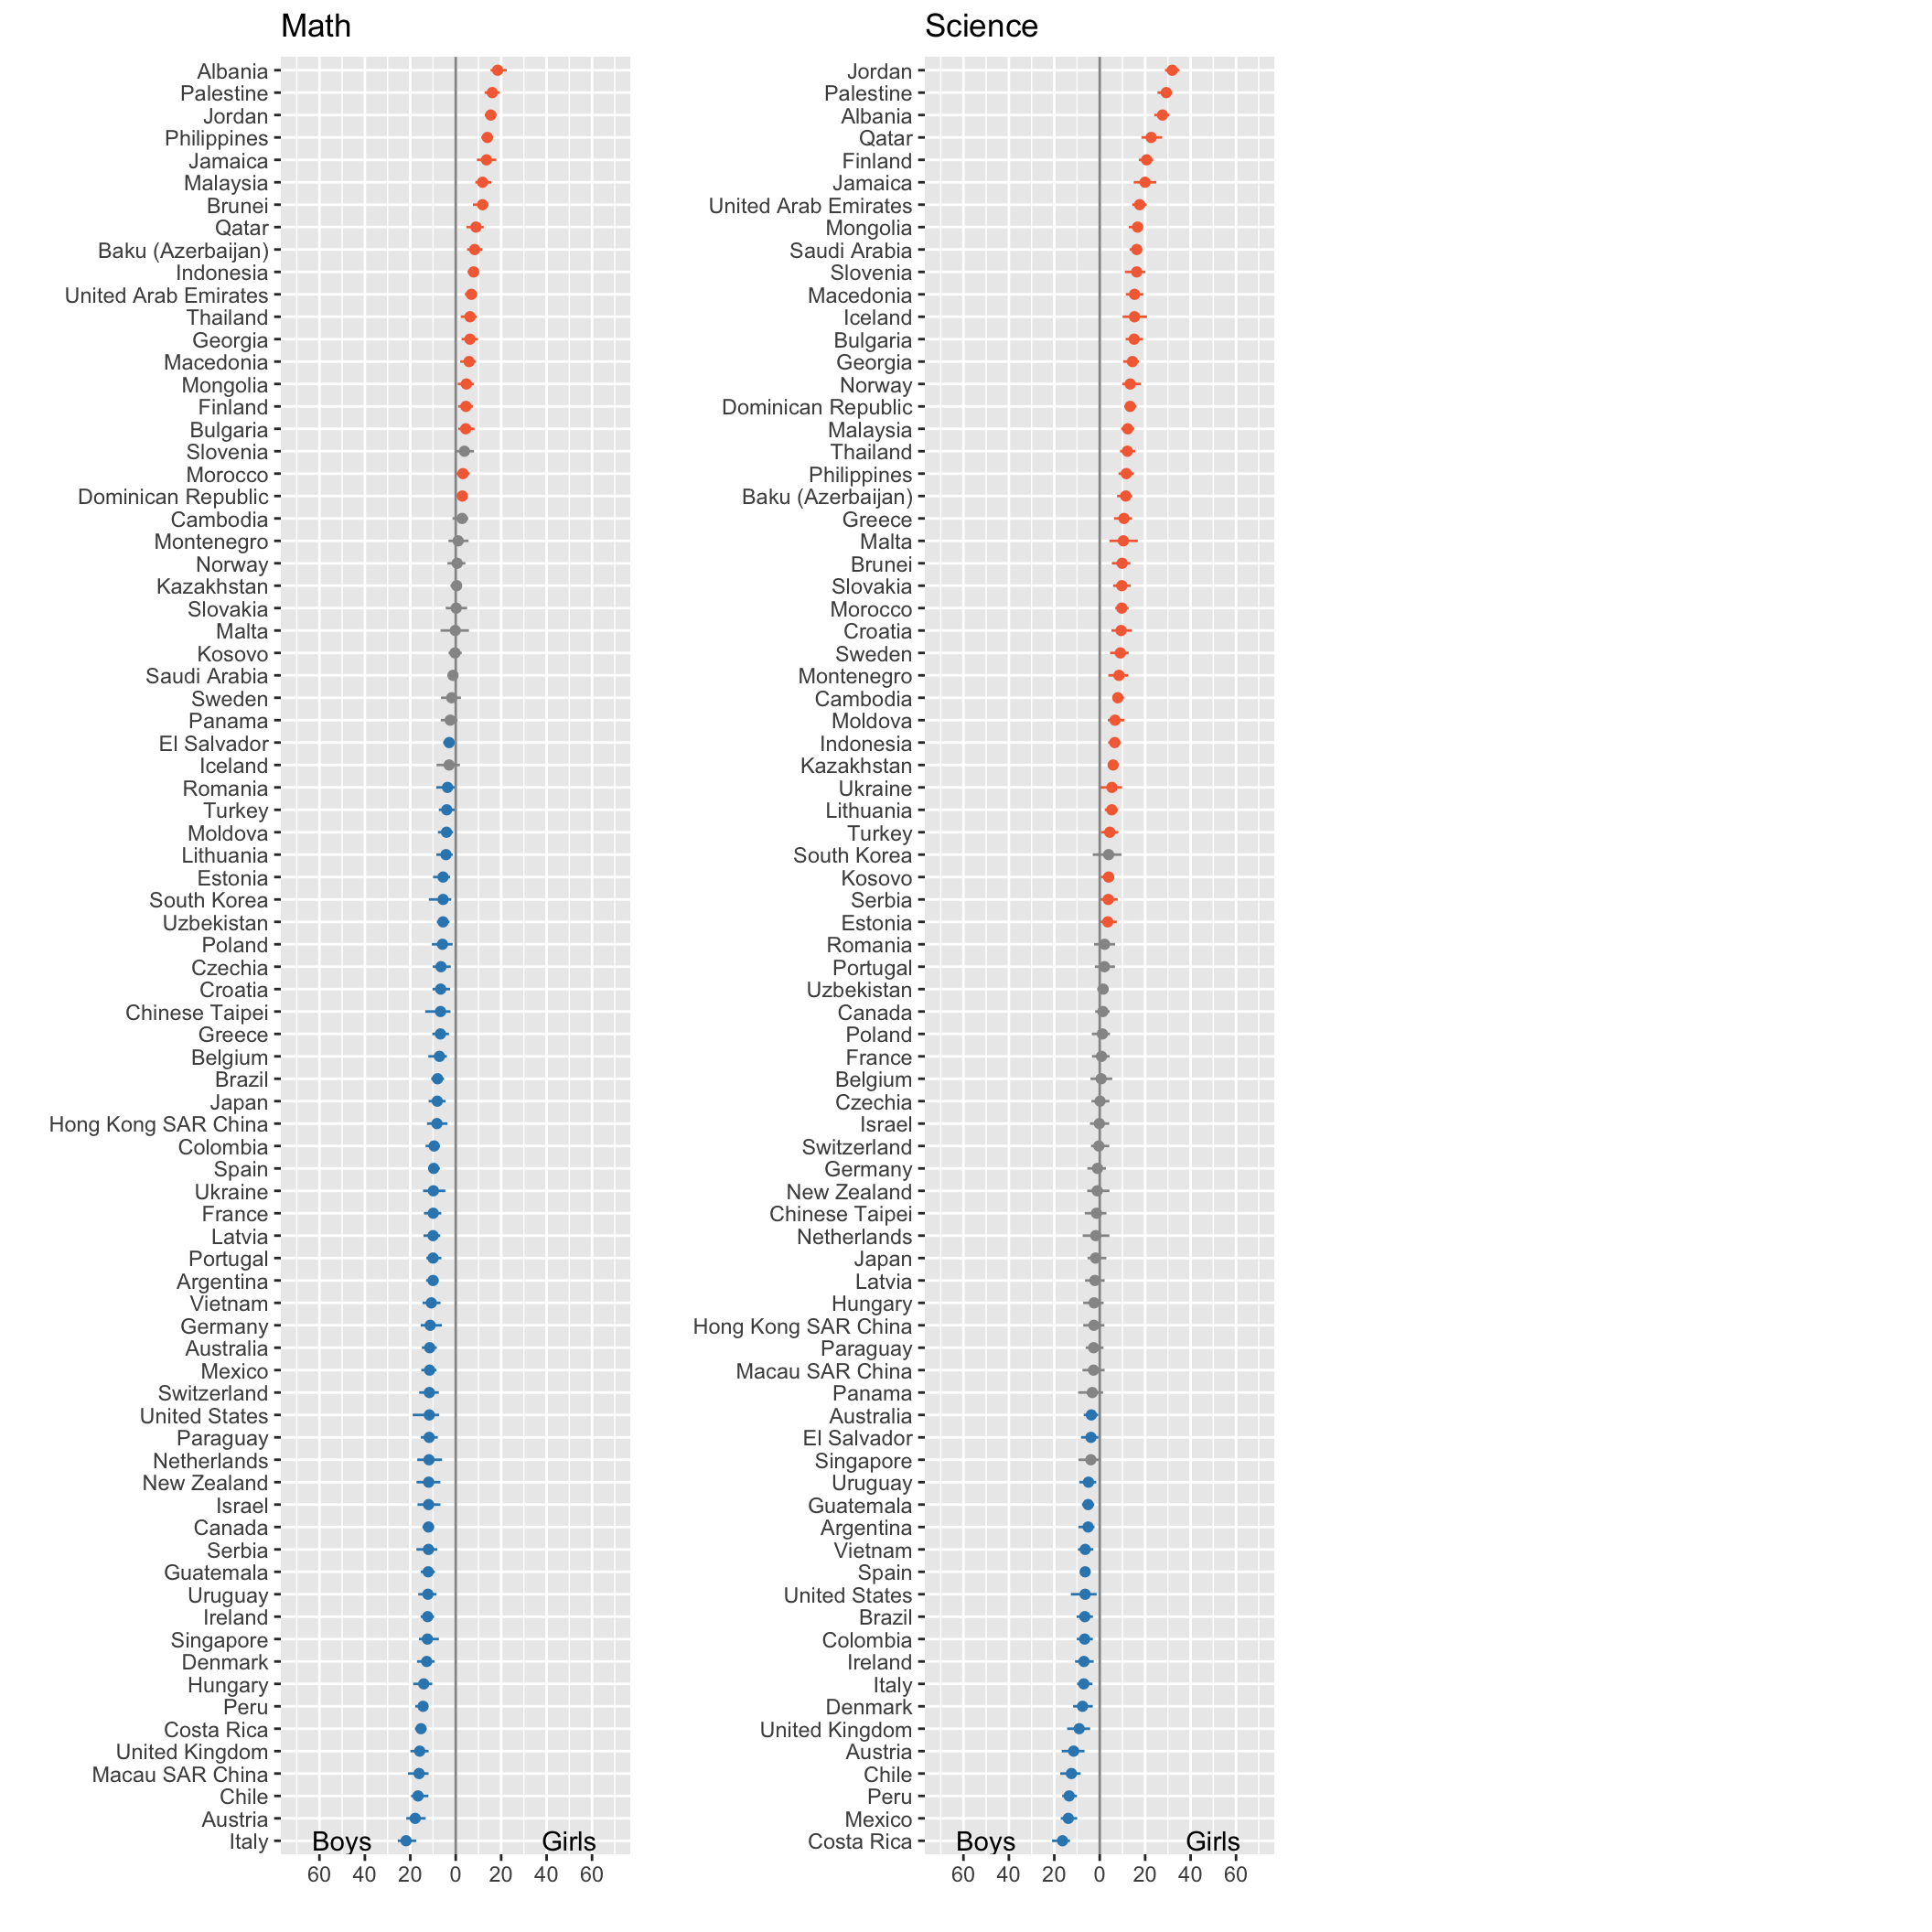 Math
Albania
Palestine
Jordan
Philippines
Jamaica
Malaysia
Brunei
Qatar
Baku (Azerbaijan)
Indonesia
United Arab Emirates
Thailand
Georgia
Macedonia
Mongolia
Finland
Bulgaria
Slovenia
Morocco
Dominican Republic
Cambodia
Montenegro
Norway
Kazakhstan
Slovakia
Malta
Kosovo
Saudi Arabia
Sweden
Panama
El Salvador
Iceland
Romania
Turkey
Moldova
Lithuania
Estonia
South Korea
Uzbekistan
Poland
Czechia
Croatia
Chinese Taipei
Greece
Belgium
Brazil
Japan
Hong Kong SAR China
Colombia
Spain
Ukraine
France
Latvia
Portugal
Argentina
Vietnam
Germany
Australia
Mexico
Switzerland
United States
Paraguay
Netherlands
New Zealand
Israel
Canada
Serbia
Guatemala
Uruguay
Ireland
Singapore
Denmark
Hungary
Peru
Costa Rica
United Kingdom
Macau SAR China
Chile
Austria
Italy
Boys Girls
60 40 20 0 20 40 60
Science
Jordan
Palestine
Albania
Qatar
Finland
Jamaica
United Arab Emirates
Mongolia
Saudi Arabia
Slovenia
Macedonia
Iceland
Bulgaria
Georgia
Norway
Dominican Republic
Malaysia
Thailand
Philippines
Baku (Azerbaijan)
Greece
Malta
Brunei
Slovakia
Morocco
Croatia
Sweden
Montenegro
Cambodia
Moldova
Indonesia
Kazakhstan
Ukraine
Lithuania
Turkey
South Korea
Kosovo
Serbia
Estonia
Romania
Portugal
Uzbekistan
Canada
Poland
France
Belgium
Czechia
Israel
Switzerland
Germany
New Zealand
Chinese Taipei
Netherlands
Japan
Latvia
Hungary
Hong Kong SAR China
Paraguay
Macau SAR China
Panama
Australia
El Salvador
Singapore
Uruguay
Guatemala
Argentina
Vietnam
Spain
United States
Brazil
Colombia
Ireland
Italy
Denmark
United Kingdom
Austria
Chile
Peru
Mexico
Costa Rica
Boys Girls
60 40 20 0 20 40 60